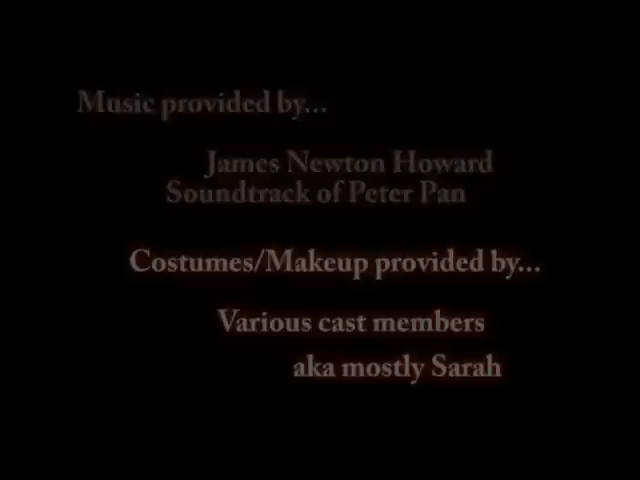 Music provided by...
James Newton Howard
Soundtrack of Peter Pan
Costumes/Makeup provided by...
Various cast members
aka mostly Sarah